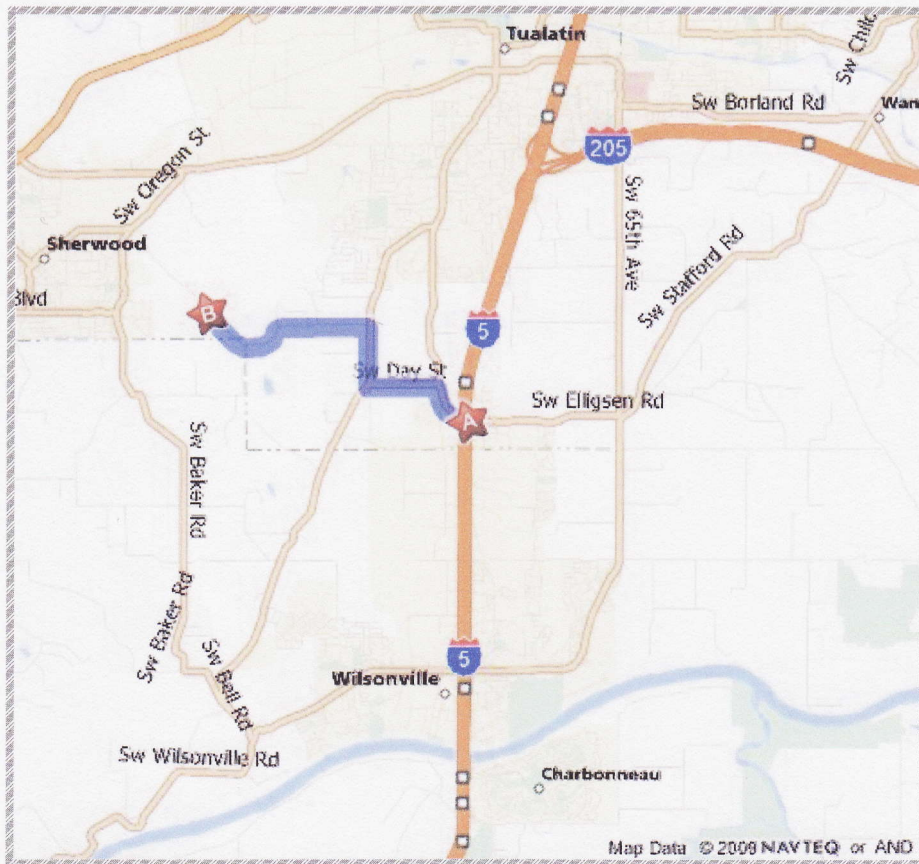 Tualatin
Sw Borland Rd
Sw Chilc
Wan
205
Sw Oregon St
Sw 65th Ave
Sherwood
Sw Stafford Rd
Blvd
B
5
Sw Day St
Sw Elligsen Rd
A
Sw Baker Rd
Sw Baker Rd
Sw Bell Rd
5
Wilsonville
Sw Wilsonville Rd
Charbonneau
Map Data © 2009 NAVTEQ or AND